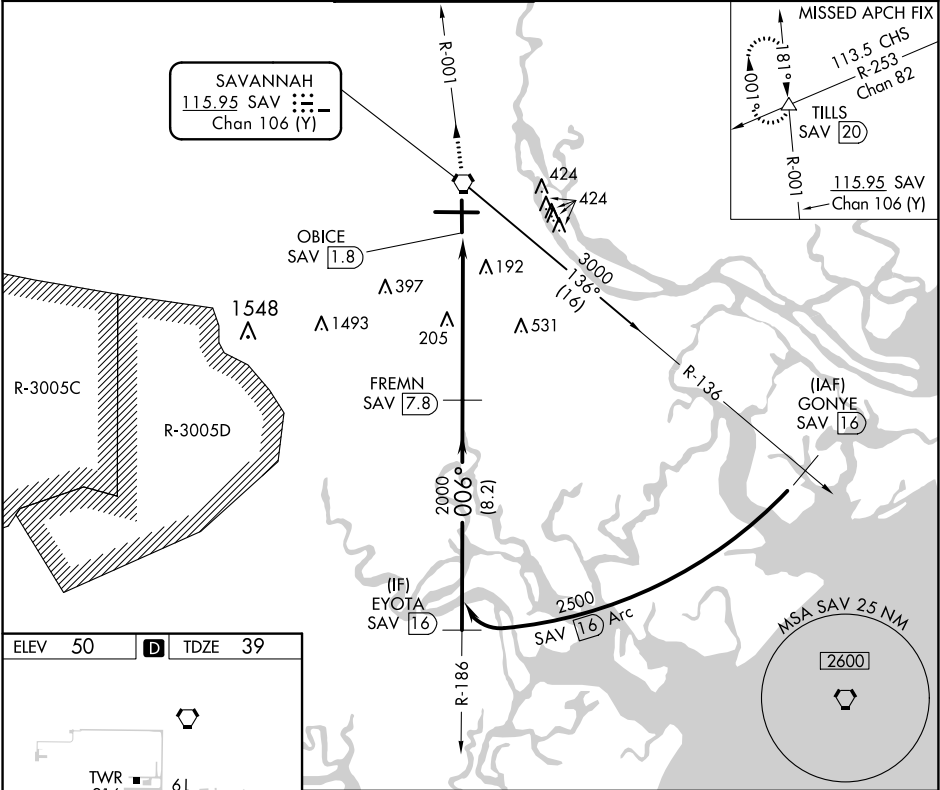 MISSED APCH FIX
181°
001°
113.5 CHS
R-253
Chan 82
TILLS
SAV 20
R-001
115.95 SAV
Chan 106 (Y)
R-001
SAVANNAH
115.95 SAV
Chan 106 (Y)
424
424
OBICE
SAV 1.8
192
397
3000
136°
(16)
1548
1493
205
531
R-3005C
R-3005D
FREMN
SAV 7.8
R-136
(IAF)
GONYE
SAV 16
2000
006°
(8.2)
(IF)
EYOTA
SAV 16
2500
SAV 16 Arc
R-186
MSA SAV 25 NM
2600
ELEV 50
D
TDZE 39
TWR
6L